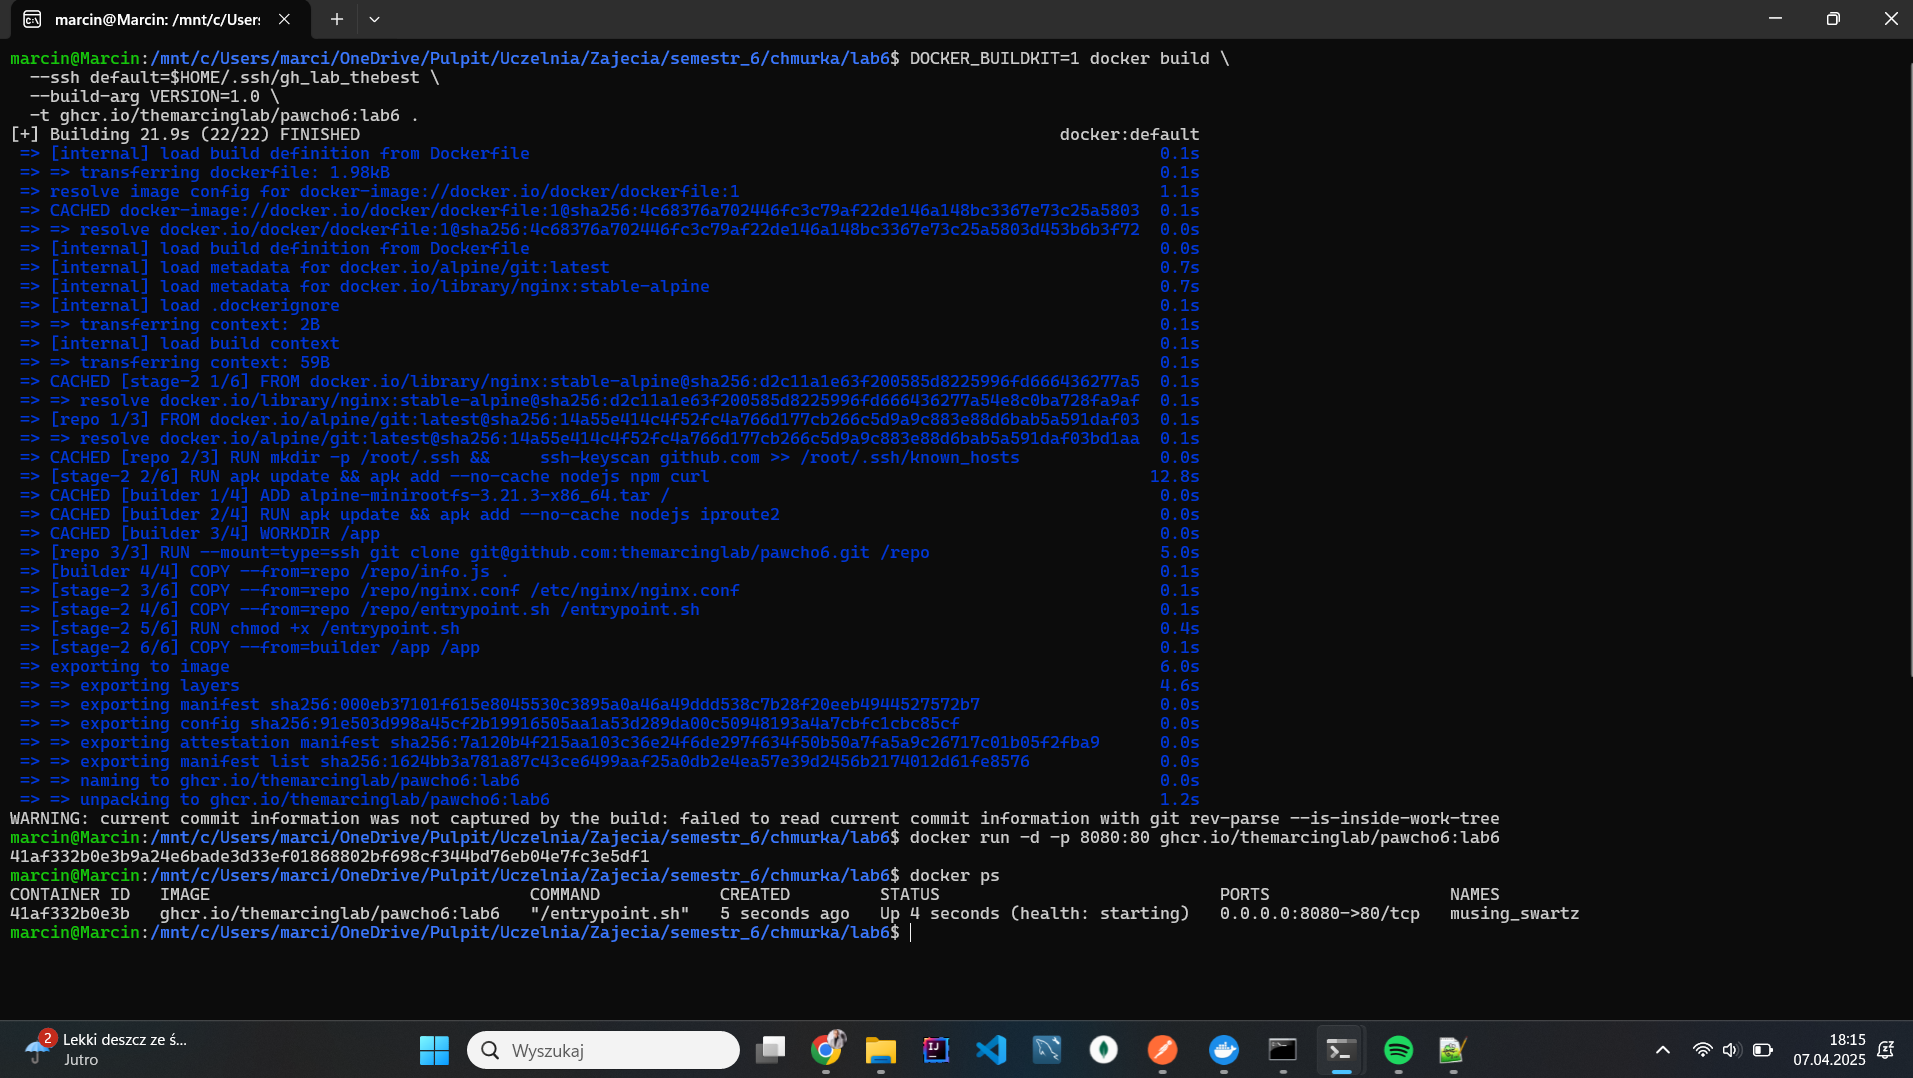 marcin@Marcin: /mnt/c/User:
marcin@Marcin:/mnt/c/Users/marci/OneDrive/Pulpit/Uczelnia/Zajecia/semestr_6/chmurka/lab6$ DOCKER_BUILDKIT=1 docker build \
--ssh default=$HOME/.ssh/gh_lab_thebest \
--build-arg VERSION=1.0 \
-t ghcr.io/themarcinglab/pawcho6:lab6 .
[+] Building 21.9s (22/22) FINISHED docker:default
=> [internal] load build definition from Dockerfile 0.1s
=> => transferring dockerfile: 1.98kB 0.1s
=> resolve image config for docker-image://docker.io/docker/dockerfile:1 1.1s
=> CACHED docker-image://docker.io/docker/dockerfile:1@sha256:4c68376a702446fc3c79af22de146a148bc3367e73c25a5803 0.1s
=> => resolve docker.io/docker/dockerfile:1@sha256:4c68376a702446fc3c79af22de146a148bc3367e73c25a5803d453b6b3f72 0.0s
=> [internal] load build definition from Dockerfile 0.0s
=> [internal] load metadata for docker.io/alpine/git:latest 0.7s
=> [internal] load metadata for docker.io/library/nginx:stable-alpine 0.7s
=> [internal] load .dockerignore 0.1s
=> => transferring context: 2B 0.1s
=> [internal] load build context 0.1s
=> => transferring context: 59B 0.1s
=> CACHED [stage-2 1/6] FROM docker.io/library/nginx:stable-alpine@sha256:d2c11a1e63f200585d8225996fd666436277a5 0.1s
=> => resolve docker.io/library/nginx:stable-alpine@sha256:d2c11a1e63f200585d8225996fd666436277a54e8c0ba728fa9af 0.1s
=> [repo 1/3] FROM docker.io/alpine/git:latest@sha256:14a55e414c4f52fc4a766d177cb266c5d9a9c883e88d6bab5a591daf03 0.1s
=> => resolve docker.io/alpine/git:latest@sha256:14a55e414c4f52fc4a766d177cb266c5d9a9c883e88d6bab5a591daf03bd1aa 0.1s
=> CACHED [repo 2/3] RUN mkdir -p /root/.ssh && ssh-keyscan github.com >> /root/.ssh/known_hosts 0.0s
=> [stage-2 2/6] RUN apk update && apk add --no-cache nodejs npm curl 12.8s
=> CACHED [builder 1/4] ADD alpine-minirootfs-3.21.3-x86_64.tar / 0.0s
=> CACHED [builder 2/4] RUN apk update && apk add --no-cache nodejs iproute2 0.0s
=> CACHED [builder 3/4] WORKDIR /app 0.0s
=> [repo 3/3] RUN --mount=type=ssh git clone git@github.com:themarcinglab/pawcho6.git /repo 5.0s
=> [builder 4/4] COPY --from=repo /repo/info.js . 0.1s
=> [stage-2 3/6] COPY --from=repo /repo/nginx.conf /etc/nginx/nginx.conf 0.1s
=> [stage-2 4/6] COPY --from=repo /repo/entrypoint.sh /entrypoint.sh 0.1s
=> [stage-2 5/6] RUN chmod +x /entrypoint.sh 0.4s
=> [stage-2 6/6] COPY --from=builder /app /app 0.1s
=> exporting to image 6.0s
=> => exporting layers 4.6s
=> => exporting manifest sha256:000eb37101f615e8045530c3895a0a46a49ddd538c7b28f20eeb4944527572b7 0.0s
=> => exporting config sha256:91e503d998a45cf2b19916505aa1a53d289da00c50948193a4a7cbfc1cbc85cf 0.0s
=> => exporting attestation manifest sha256:7a120b4f215aa103c36e24f6de297f634f50b50a7fa5a9c26717c01b05f2fba9 0.0s
=> => exporting manifest list sha256:1624bb3a781a87c43ce6499aaf25a0db2e4ea57e39d2456b2174012d61fe8576 0.0s
=> => naming to ghcr.io/themarcinglab/pawcho6:lab6 0.0s
=> => unpacking to ghcr.io/themarcinglab/pawcho6:lab6 1.2s
WARNING: current commit information was not captured by the build: failed to read current commit information with git rev-parse --is-inside-work-tree
marcin@Marcin:/mnt/c/Users/marci/OneDrive/Pulpit/Uczelnia/Zajecia/semestr_6/chmurka/lab6$ docker run -d -p 8080:80 ghcr.io/themarcinglab/pawcho6:lab6
41af332b0e3b9a24e6bade3d33ef01868802bf698cf344bd76eb04e7fc3e5df1
marcin@Marcin:/mnt/c/Users/marci/OneDrive/Pulpit/Uczelnia/Zajecia/semestr_6/chmurka/lab6$ docker ps
CONTAINER ID IMAGE COMMAND CREATED STATUS PORTS NAMES
41af332b0e3b ghcr.io/themarcinglab/pawcho6:lab6 "/entrypoint.sh" 5 seconds ago Up 4 seconds (health: starting) 0.0.0.0:8080->80/tcp musing_swartz
marcin@Marcin:/mnt/c/Users/marci/OneDrive/Pulpit/Uczelnia/Zajecia/semestr_6/chmurka/lab6$
2
Lekki deszcz ze ś...
Jutro
Wyszukaj
18:15
07.04.2025